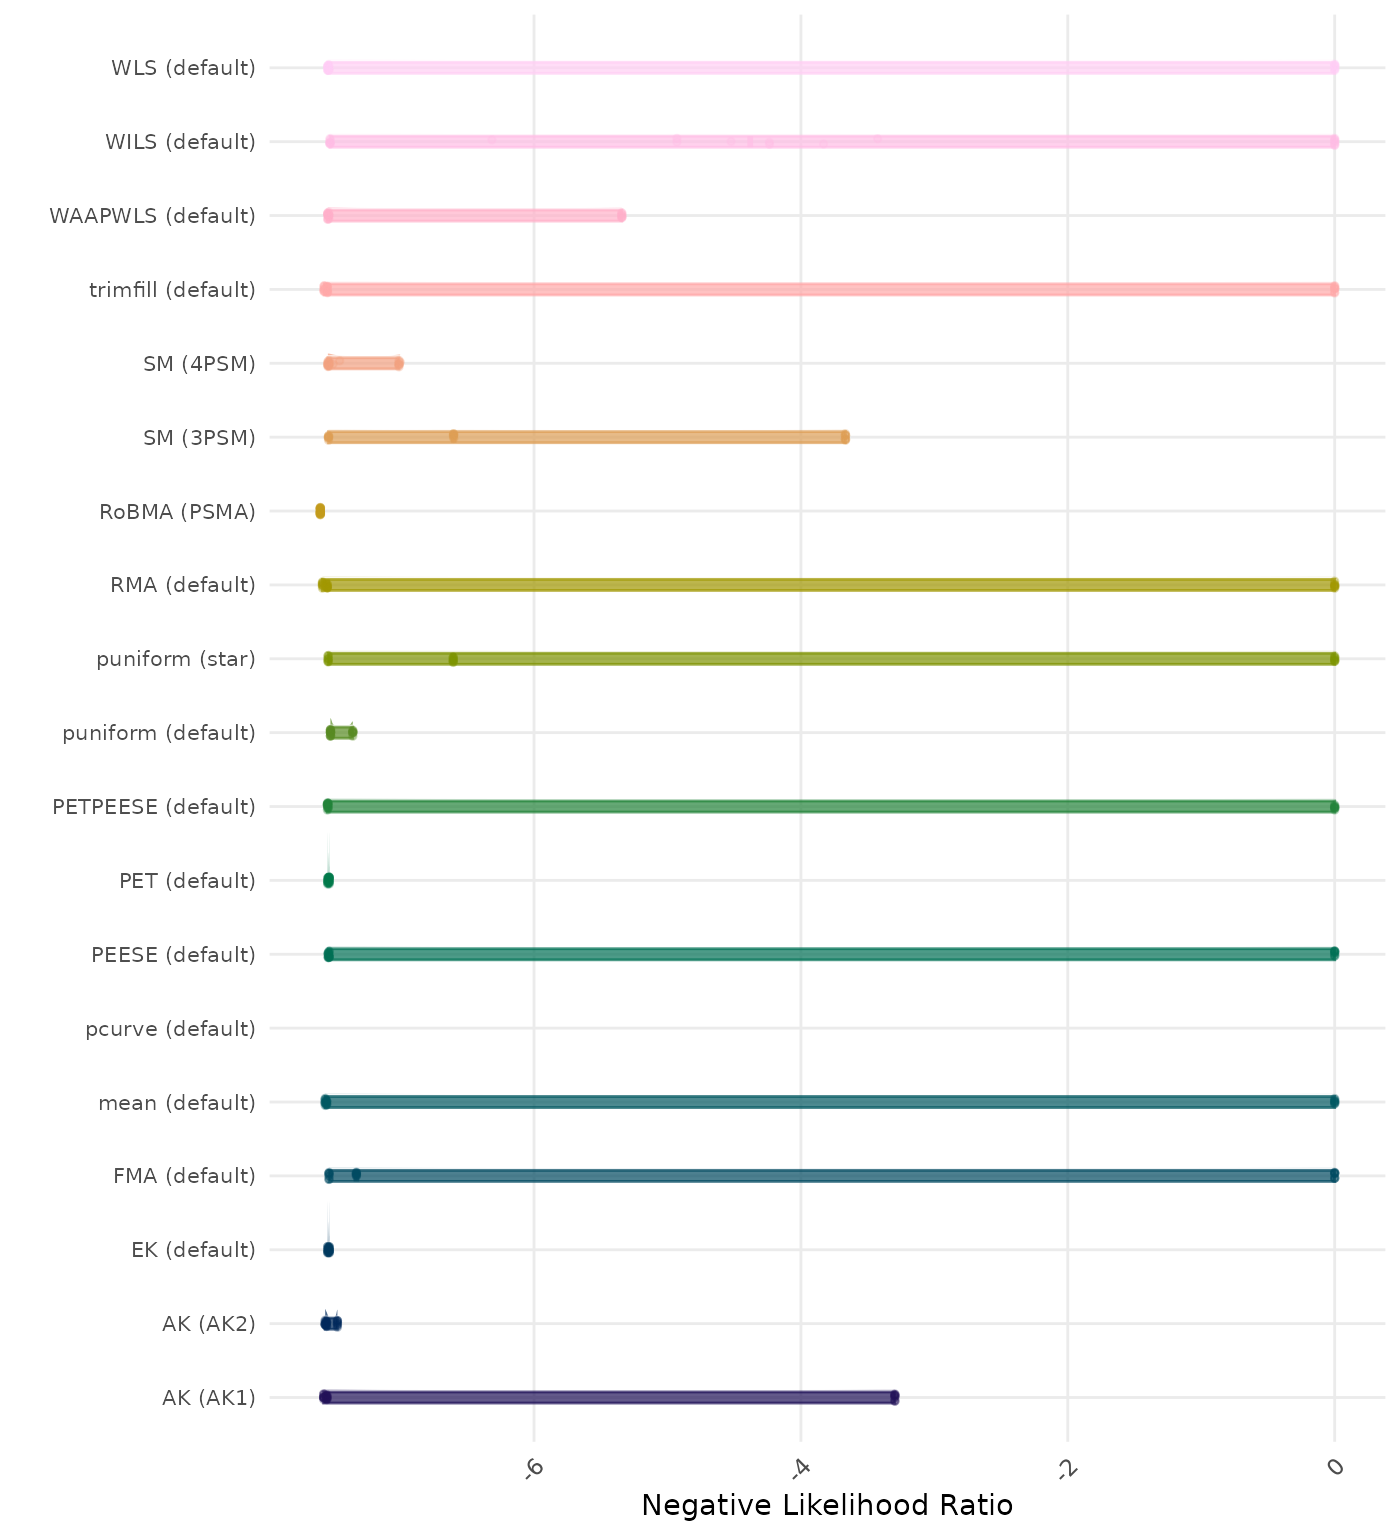 WLS (default)
WILS (default)
WAAPWLS (default)
trimfill (default)
SM (4PSM)
SM (3PSM)
RoBMA (PSMA)
RMA (default)
puniform (star)
puniform (default)
PETPEESE (default)
PET (default)
PEESE (default)
pcurve (default)
mean (default)
FMA (default)
EK (default)
AK (AK2)
AK (AK1)
-6 -4 -2 0
Negative Likelihood Ratio